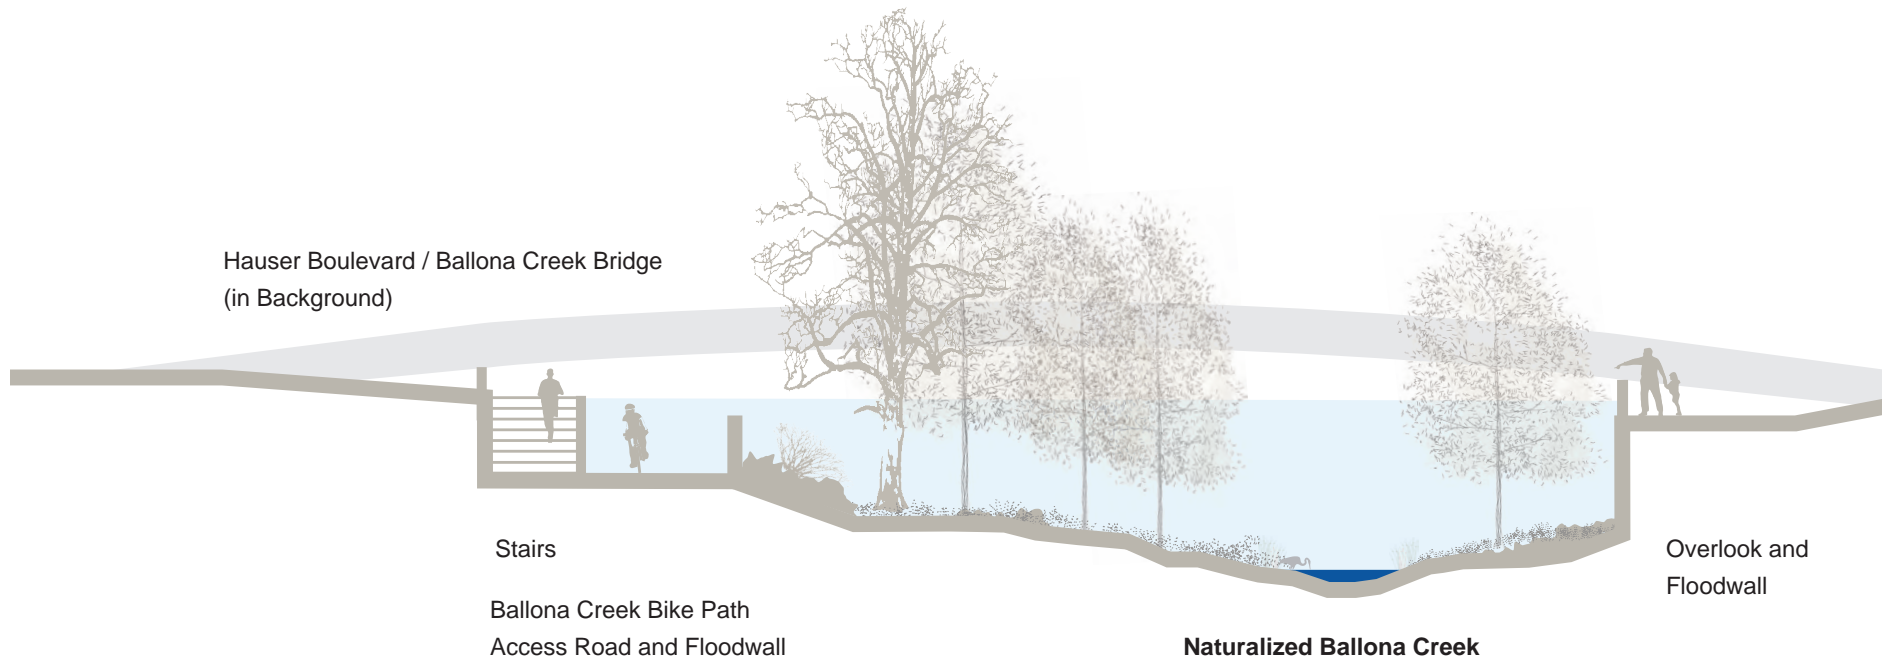 Hauser Boulevard / Ballona Creek Bridge
(in Background)
Stairs
Ballona Creek Bike Path
Access Road and Floodwall
Naturalized Ballona Creek
Overlook and
Floodwall